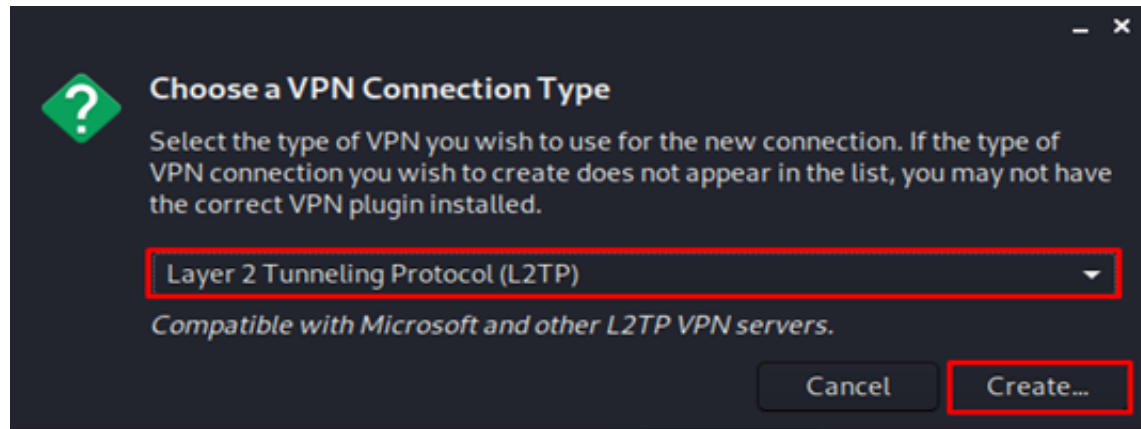 Choose a VPN Connection Type
Select the type of VPN you wish to use for the new connection. If the type of
VPN connection you wish to create does not appear in the list, you may not have
the correct VPN plugin installed.
Layer 2 Tunneling Protocol (L2TP)
Compatible with Microsoft and other L2TP VPN servers.
Cancel
Create...